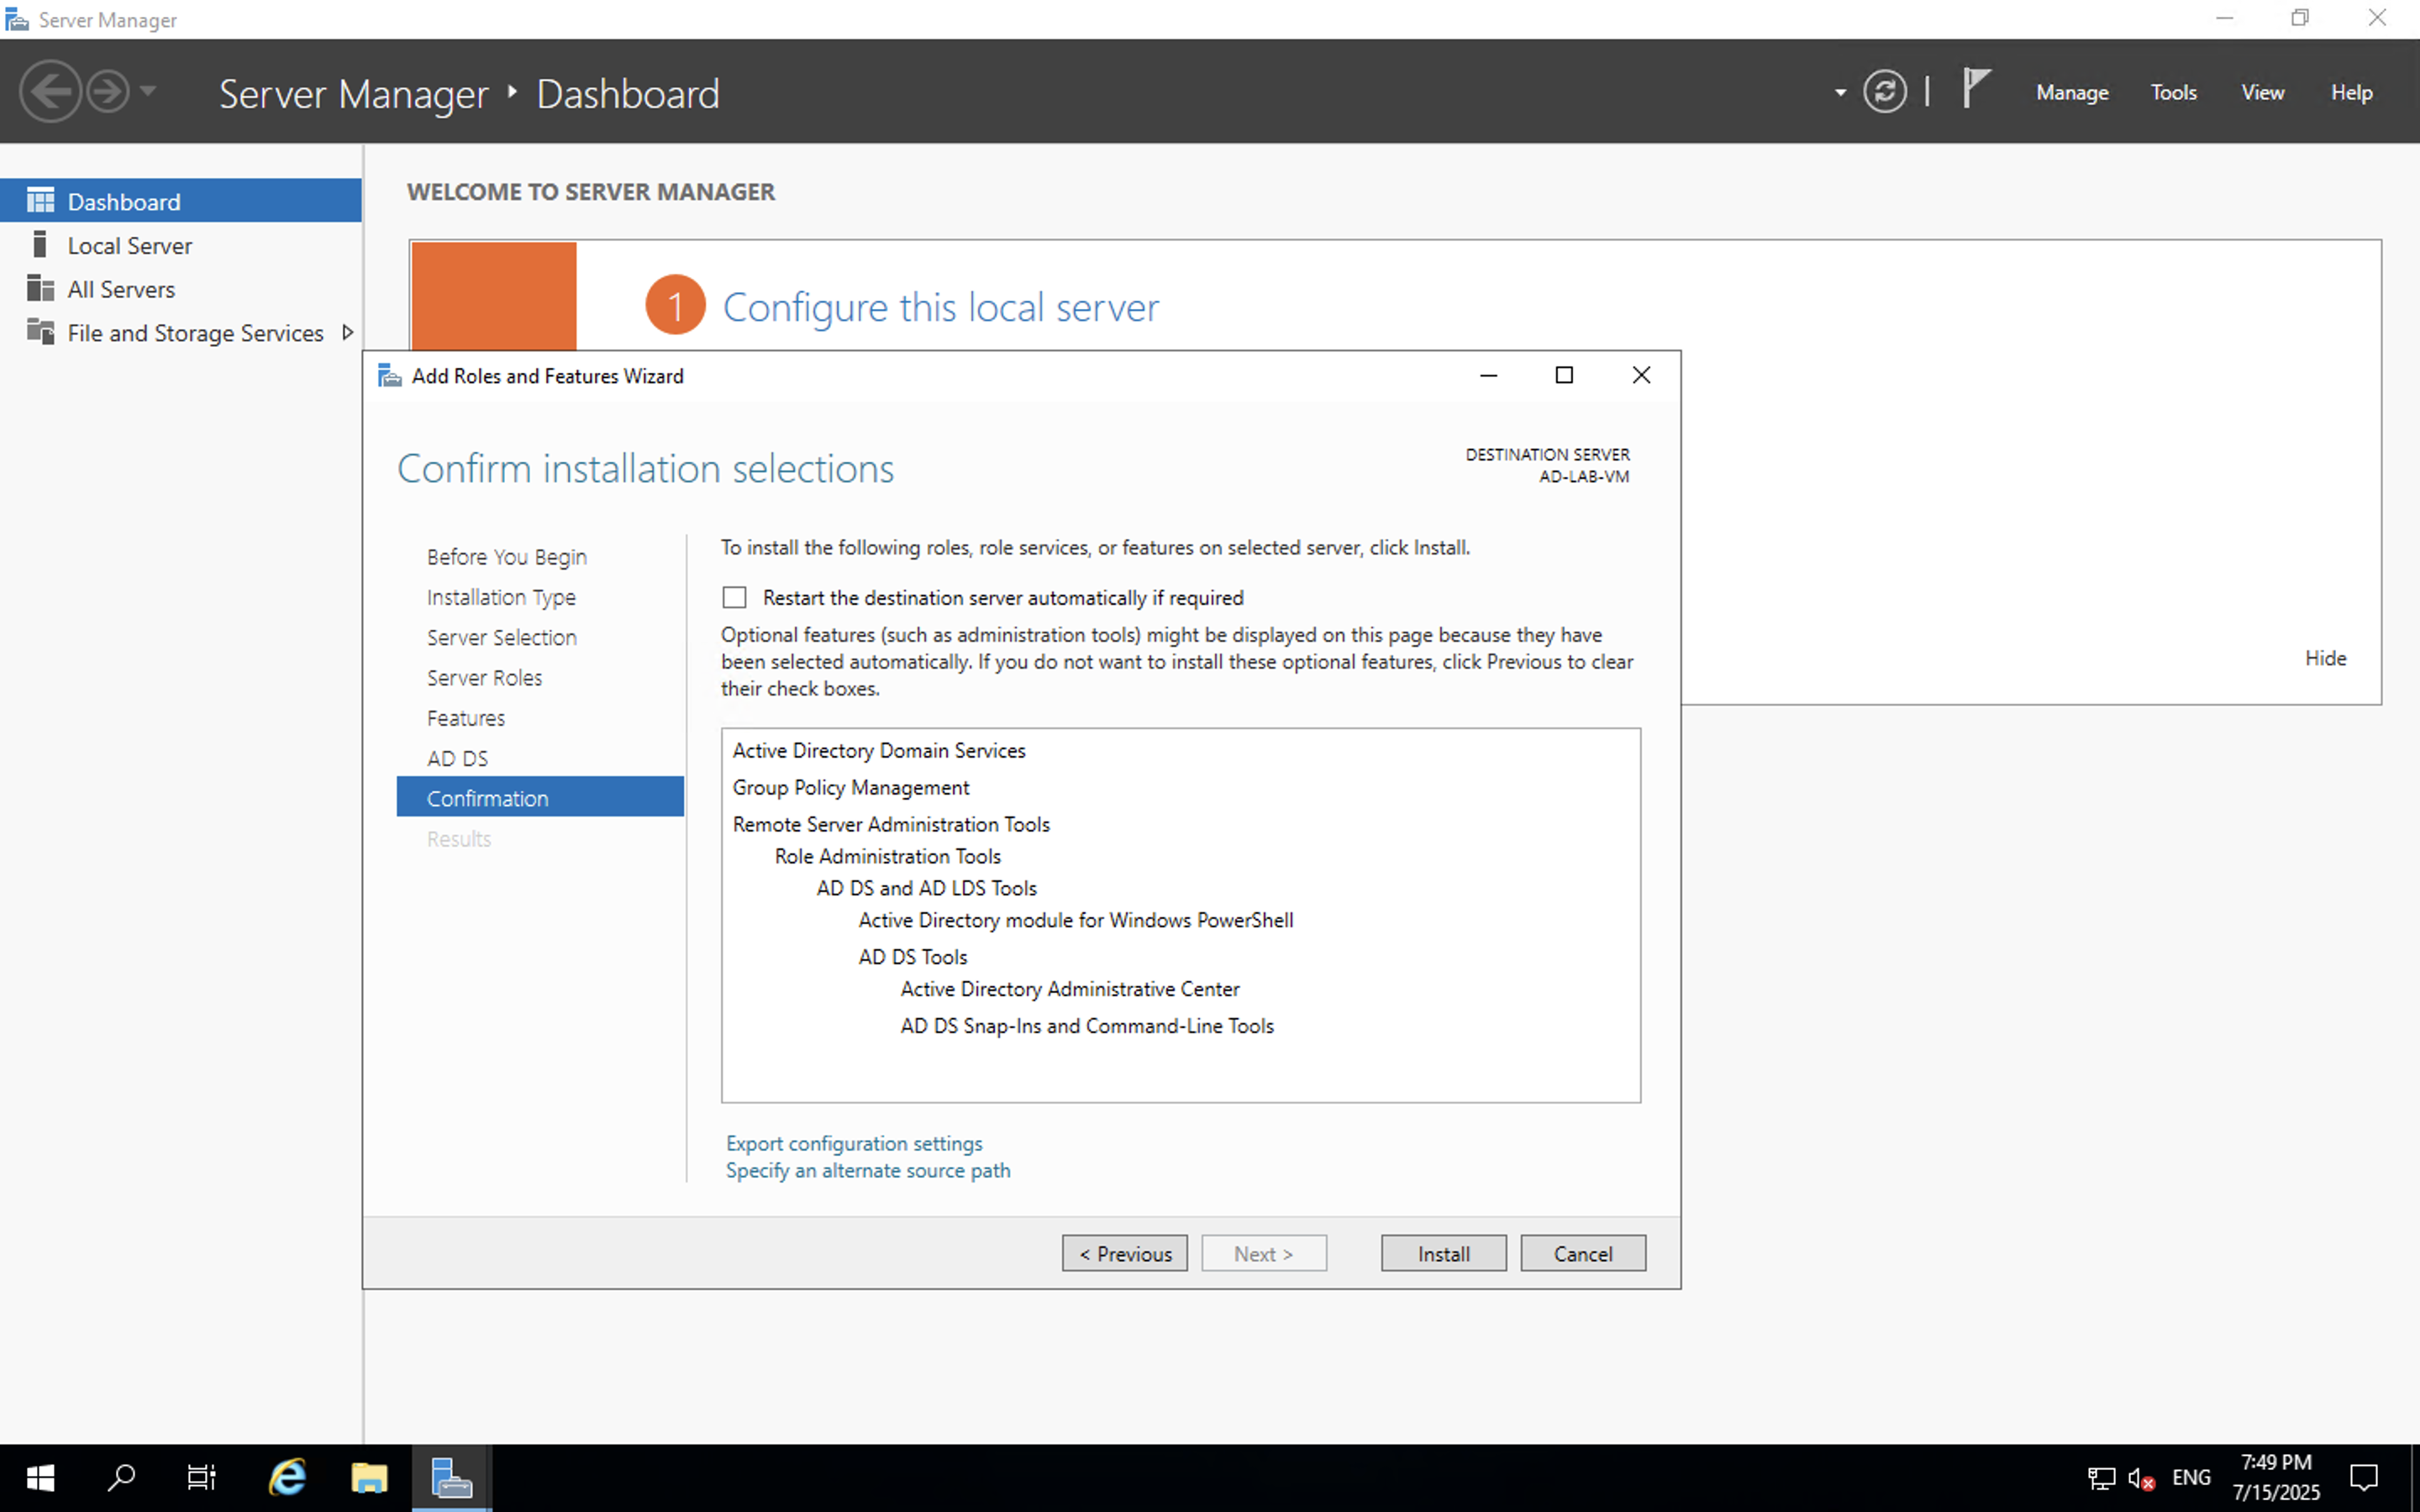 Server Manager
Server Manager ‣ Dashboard
Manage Tools View Help
Dashboard
Local Server
All Servers
File and Storage Services
WELCOME TO SERVER MANAGER
1 Configure this local server
Hide
Add Roles and Features Wizard
Confirm installation selections
DESTINATION SERVER
AD-LAB-VM
Before You Begin
Installation Type
Server Selection
Server Roles
Features
AD DS
Confirmation
Results
To install the following roles, role services, or features on selected server, click Install.
Restart the destination server automatically if required
Optional features (such as administration tools) might be displayed on this page because they have
been selected automatically. If you do not want to install these optional features, click Previous to clear
their check boxes.
Active Directory Domain Services
Group Policy Management
Remote Server Administration Tools
Role Administration Tools
AD DS and AD LDS Tools
Active Directory module for Windows PowerShell
AD DS Tools
Active Directory Administrative Center
AD DS Snap-Ins and Command-Line Tools
Export configuration settings
Specify an alternate source path
< Previous Next > Install Cancel
ENG
7:49 PM
7/15/2025